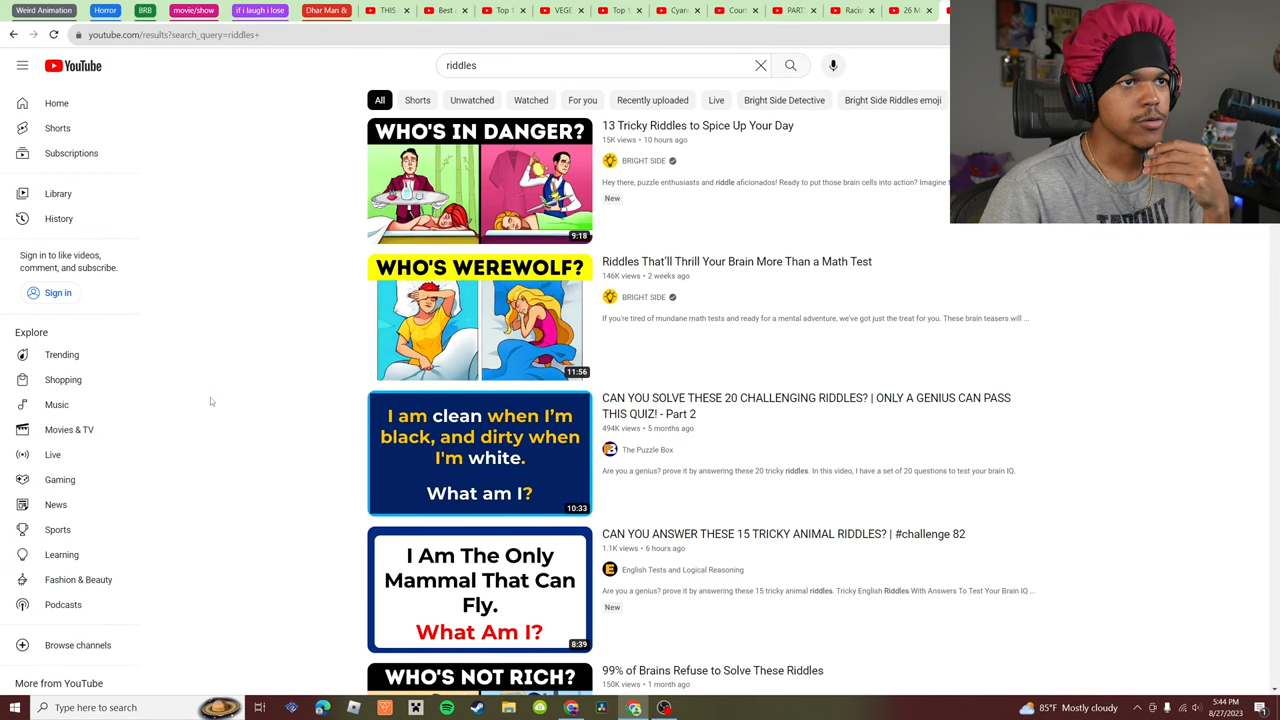 Weird Animation
Horror
BRB
movie/show
if i laugh i lose
Dhar Man &
THIS
Best
Top 1
VEGE
Top 1
Cyan
Court
PART
Racis
26 M
youtube.com/results?search_query=riddles+
YouTube
riddles
All
Shorts
Unwatched
Watched
For you
Recently uploaded
Live
Bright Side Detective
Bright Side Riddles emoji
Home
Shorts
Subscriptions
Library
History
Sign in to like videos,
comment, and subscribe.
Sign in
Explore
Trending
Shopping
Music
Movies & TV
Live
Gaming
News
Sports
Learning
Fashion & Beauty
Podcasts
Browse channels
More from YouTube
WHO'S IN DANGER?
9:18
13 Tricky Riddles to Spice Up Your Day
15K views • 10 hours ago
BRIGHT SIDE
Hey there, puzzle enthusiasts and riddle aficionados! Ready to put those brain cells into action? Imagine
New
WHO'S WEREWOLF?
11:56
Riddles That'll Thrill Your Brain More Than a Math Test
146K views • 2 weeks ago
BRIGHT SIDE
If you're tired of mundane math tests and ready for a mental adventure, we've got just the treat for you. These brain teasers will ...
I am clean when I'm
black, and dirty when
I'm white.
What am I?
10:33
CAN YOU SOLVE THESE 20 CHALLENGING RIDDLES? | ONLY A GENIUS CAN PASS
THIS QUIZ! - Part 2
494K views • 5 months ago
The Puzzle Box
Are you a genius? prove it by answering these 20 tricky riddles. In this video, I have a set of 20 questions to test your brain IQ.
I Am The Only
Mammal That Can
Fly.
What Am I?
8:39
CAN YOU ANSWER THESE 15 TRICKY ANIMAL RIDDLES? | #challenge 82
1.1K views • 6 hours ago
English Tests and Logical Reasoning
Are you a genius? prove it by answering these 15 tricky animal riddles. Tricky English Riddles With Answers To Test Your Brain IQ ...
New
WHO'S NOT RICH?
99% of Brains Refuse to Solve These Riddles
150K views • 1 month ago
Type here to search
85°F Mostly cloudy
5:44 PM
8/27/2023